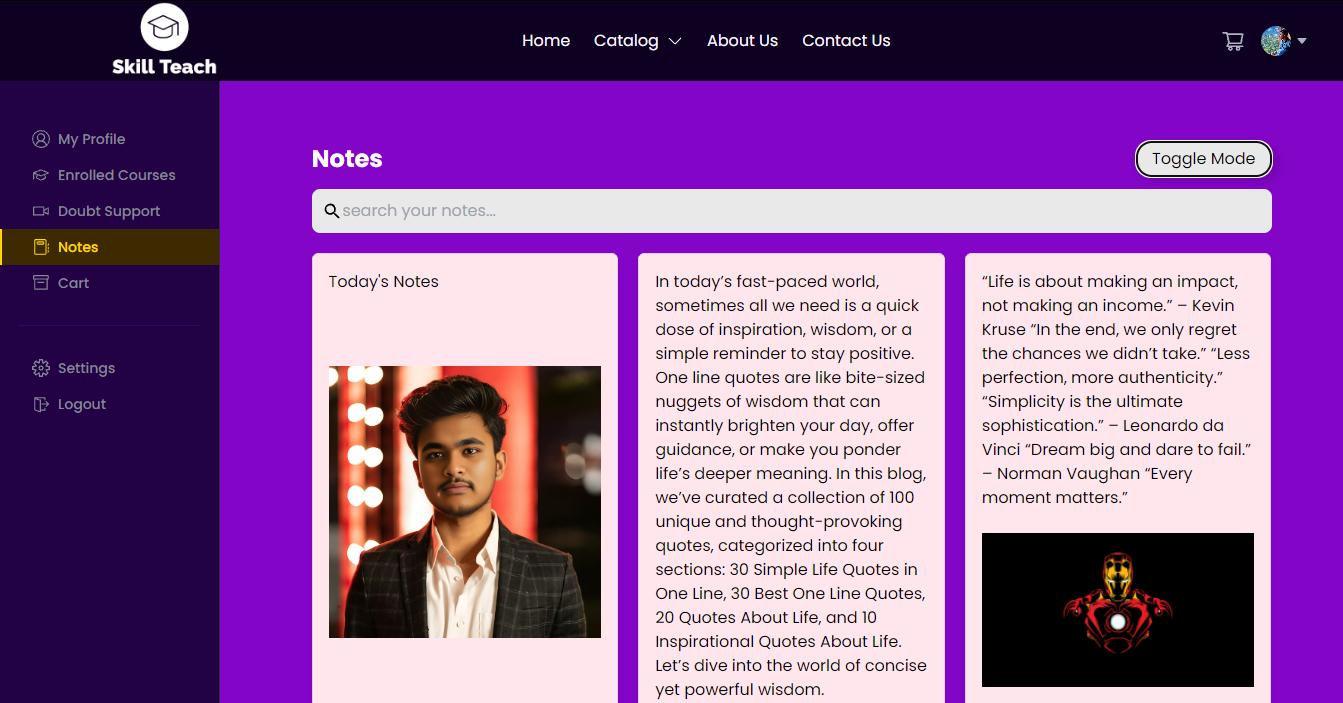 Skill Teach
Home
Catalog
About Us
Contact Us
My Profile
Enrolled Courses
Doubt Support
Notes
Cart
Settings
Logout
Notes
Toggle Mode
search your notes...
Today's Notes
In today’s fast-paced world,
sometimes all we need is a quick
dose of inspiration, wisdom, or a
simple reminder to stay positive.
One line quotes are like bite-sized
nuggets of wisdom that can
instantly brighten your day, offer
guidance, or make you ponder
life’s deeper meaning. In this blog,
we’ve curated a collection of 100
unique and thought-provoking
quotes, categorized into four
sections: 30 Simple Life Quotes in
One Line, 30 Best One Line Quotes,
20 Quotes About Life, and 10
Inspirational Quotes About Life.
Let’s dive into the world of concise
yet powerful wisdom.
“Life is about making an impact,
not making an income.” – Kevin
Kruse “In the end, we only regret
the chances we didn’t take.” “Less
perfection, more authenticity.”
“Simplicity is the ultimate
sophistication.” – Leonardo da
Vinci “Dream big and dare to fail.”
– Norman Vaughan “Every
moment matters.”